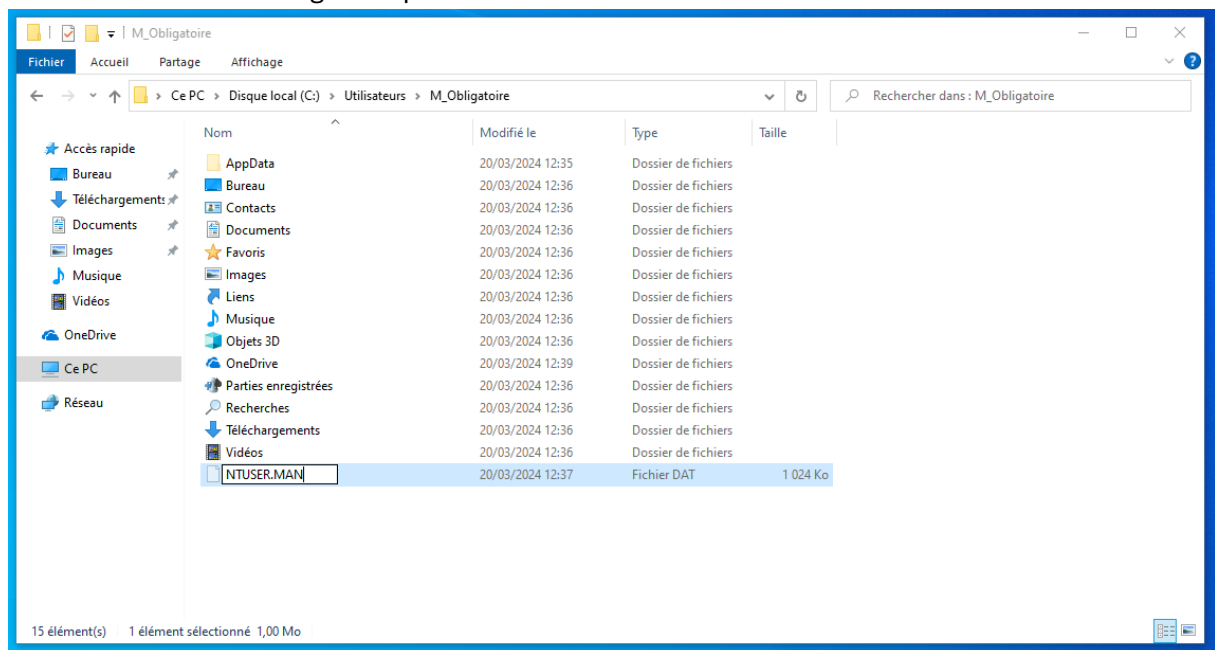 M_Obligatoire
Fichier Accueil Partage Affichage
Ce PC > Disque local (C:) > Utilisateurs > M_Obligatoire
Rechercher dans : M_Obligatoire
Nom Modifié le Type Taille
Accès rapide
Bureau
Téléchargements
Documents
Images
Musique
Vidéos
OneDrive
Ce PC
Réseau
AppData 20/03/2024 12:35 Dossier de fichiers
Bureau 20/03/2024 12:36 Dossier de fichiers
Contacts 20/03/2024 12:36 Dossier de fichiers
Documents 20/03/2024 12:36 Dossier de fichiers
Favoris 20/03/2024 12:36 Dossier de fichiers
Images 20/03/2024 12:36 Dossier de fichiers
Liens 20/03/2024 12:36 Dossier de fichiers
Musique 20/03/2024 12:36 Dossier de fichiers
Objets 3D 20/03/2024 12:36 Dossier de fichiers
OneDrive 20/03/2024 12:39 Dossier de fichiers
Parties enregistrées 20/03/2024 12:36 Dossier de fichiers
Recherches 20/03/2024 12:36 Dossier de fichiers
Téléchargements 20/03/2024 12:36 Dossier de fichiers
Vidéos 20/03/2024 12:36 Dossier de fichiers
NTUSER.MAN 20/03/2024 12:37 Fichier DAT 1 024 Ko
15 élément(s) 1 élément sélectionné 1,00 Mo